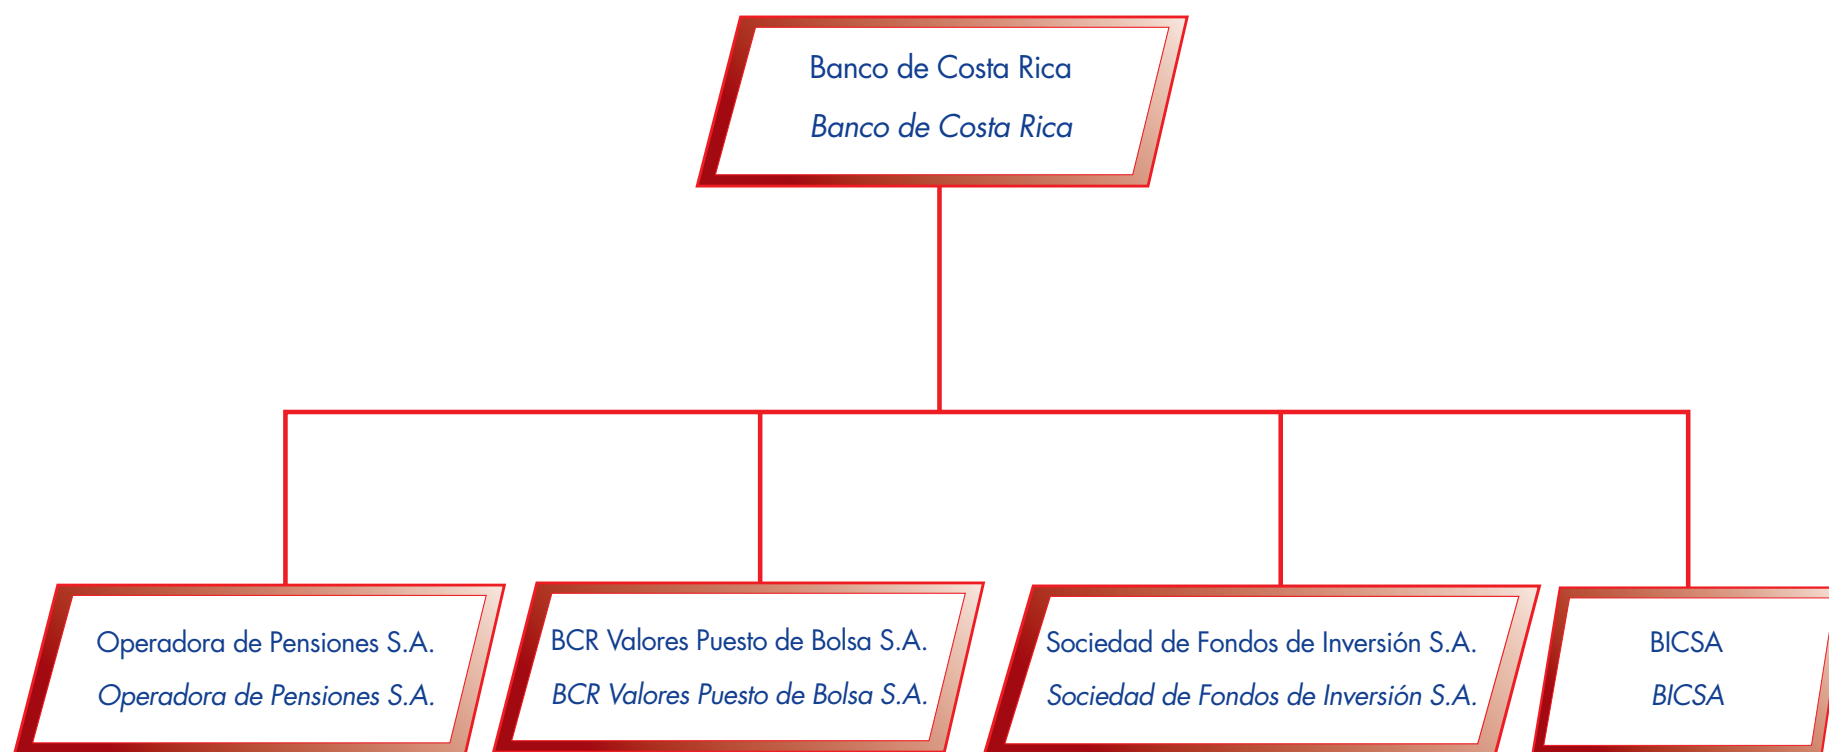 Banco de Costa Rica
Banco de Costa Rica
Operadora de Pensiones S.A.
Operadora de Pensiones S.A.
BCR Valores Puesto de Bolsa S.A.
BCR Valores Puesto de Bolsa S.A.
Sociedad de Fondos de Inversión S.A.
Sociedad de Fondos de Inversión S.A.
BICSA
BICSA